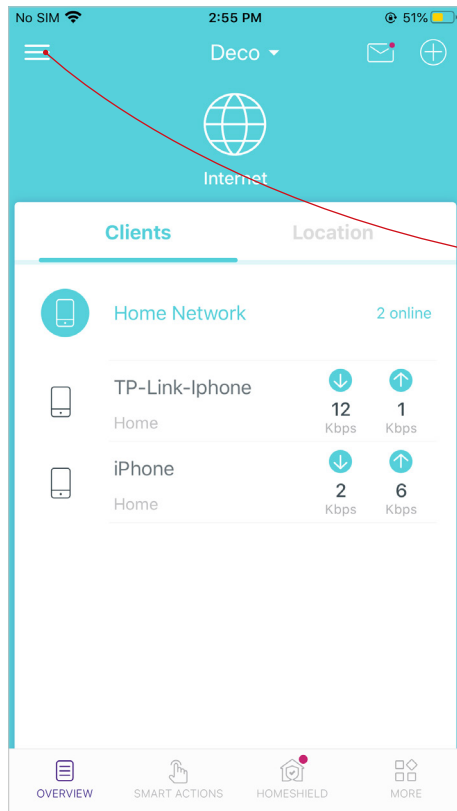 No SIM 2:55 PM 51%
Deco
Internet
Clients Location
Home Network 2 online
TP-Link-Iphone
12 1
Home Kbps Kbps
iPhone
2 6
Home Kbps Kbps
OVERVIEW SMART ACTIONS HOMESHIELD MORE